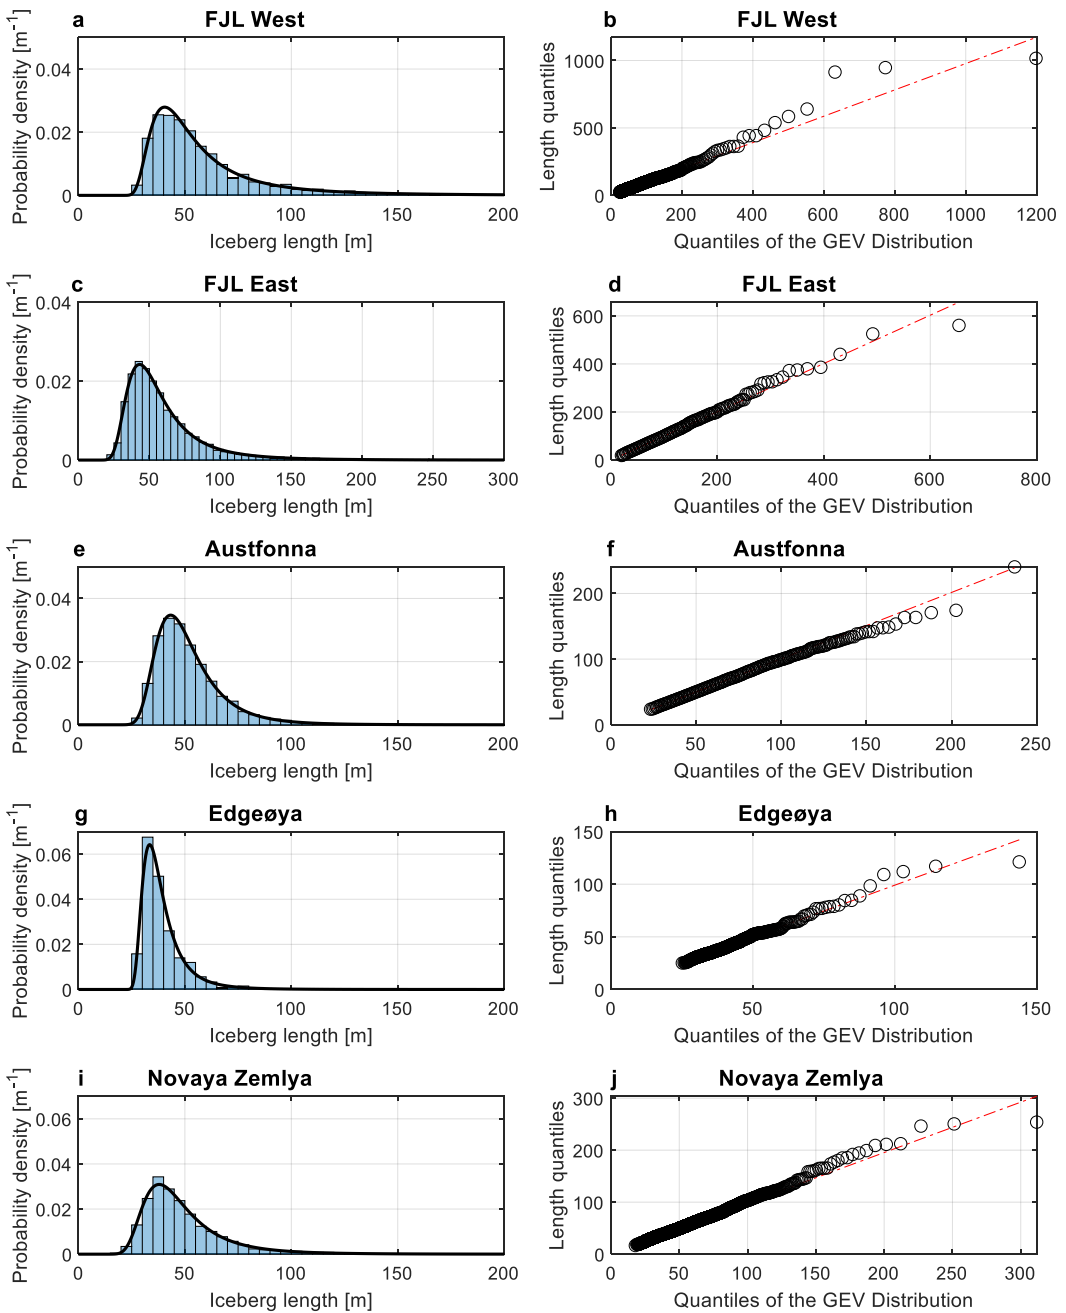 a FJL West
Probability density [m⁻¹]
0.04
0.02
0
0 50 100 150 200
Iceberg length [m]
b FJL West
Length quantiles
1000
500
0
200 400 600 800 1000 1200
Quantiles of the GEV Distribution
c FJL East
Probability density [m⁻¹]
0.04
0.02
0
0 50 100 150 200 250 300
Iceberg length [m]
d FJL East
Length quantiles
600
400
200
0
0 200 400 600 800
Quantiles of the GEV Distribution
e Austfonna
Probability density [m⁻¹]
0.04
0.02
0
0 50 100 150 200
Iceberg length [m]
f Austfonna
Length quantiles
200
100
0
0 50 100 150 200 250
Quantiles of the GEV Distribution
g Edgeøya
Probability density [m⁻¹]
0.06
0.04
0.02
0
0 50 100 150 200
Iceberg length [m]
h Edgeøya
Length quantiles
150
100
50
0
0 50 100 150
Quantiles of the GEV Distribution
i Novaya Zemlya
Probability density [m⁻¹]
0.06
0.04
0.02
0
0 50 100 150 200
Iceberg length [m]
j Novaya Zemlya
Length quantiles
300
200
100
0
0 50 100 150 200 250 300
Quantiles of the GEV Distribution